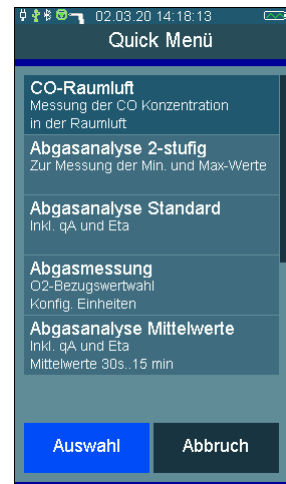 02.03.20 14:18:13
Quick Menü
CO-Raumluft
Messung der CO Konzentration
in der Raumluft
Abgasanalyse 2-stufig
Zur Messung der Min. und Max-Werte
Abgasanalyse Standard
Inkl. qA und Eta
Abgasmessung
O2-Bezugswertwahl
Konfig. Einheiten
Abgasanalyse Mittelwerte
Inkl. qA und Eta
Mittelwerte 30s..15 min
Auswahl Abbruch